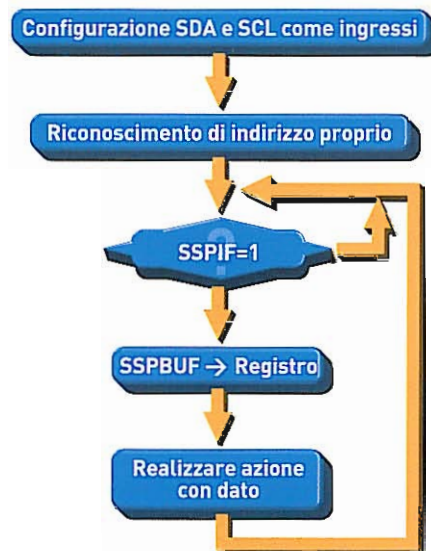 Configurazione SDA e SCL come ingressi
Riconoscimento di indirizzo proprio
?
SSPIF=1
SSPBUF → Registro
Realizzare azione
con dato